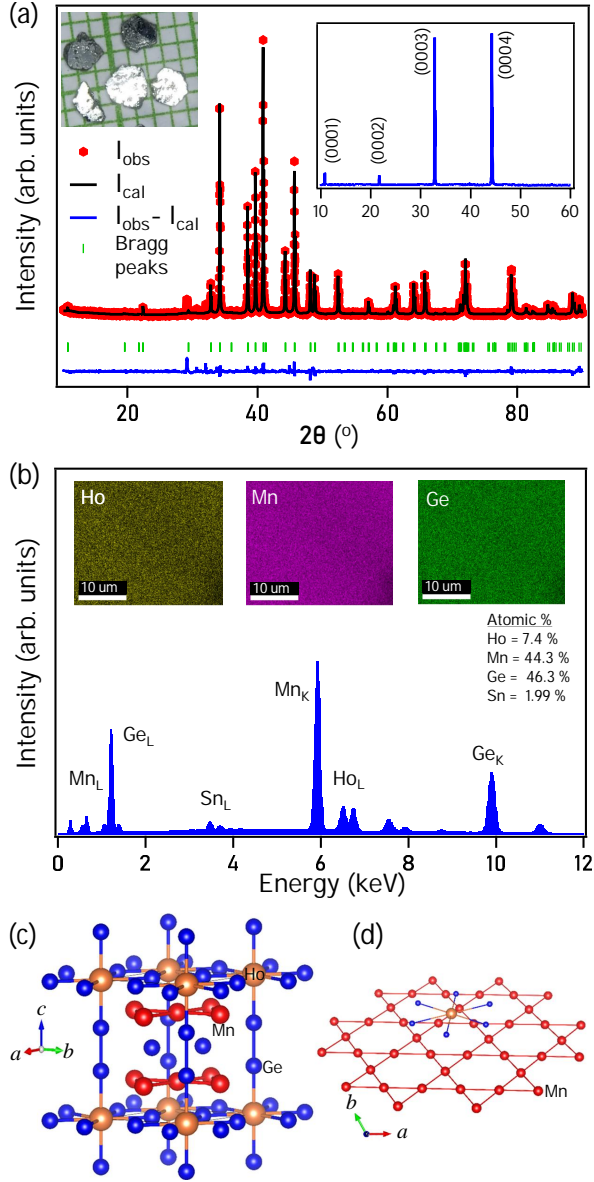 (a)
Intensity (arb. units)
I_obs
I_cal
I_obs - I_cal
Bragg
peaks
(0001)
(0002)
(0003)
(0004)
10 20 30 40 50 60
20 40 60 80
2θ (º)
(b)
Intensity (arb. units)
Ho
10 um
Mn
10 um
Ge
10 um
Atomic %
Ho = 7.4 %
Mn = 44.3 %
Ge = 46.3 %
Sn = 1.99 %
Mn_L
Ge_L
Sn_L
Mn_K
Ho_L
Ge_K
0 2 4 6 8 10 12
Energy (keV)
(c)
c
a
b
Ho
Mn
Ge
(d)
Mn
b
a